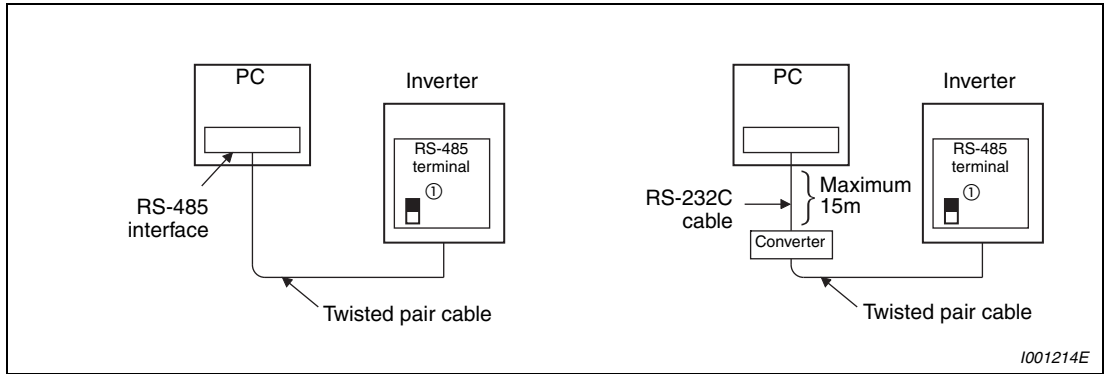 PC
Inverter
RS-485
terminal
①
RS-485
interface
Twisted pair cable
PC
Inverter
RS-485
terminal
①
RS-232C
cable
Maximum
15m
Converter
Twisted pair cable
I001214E